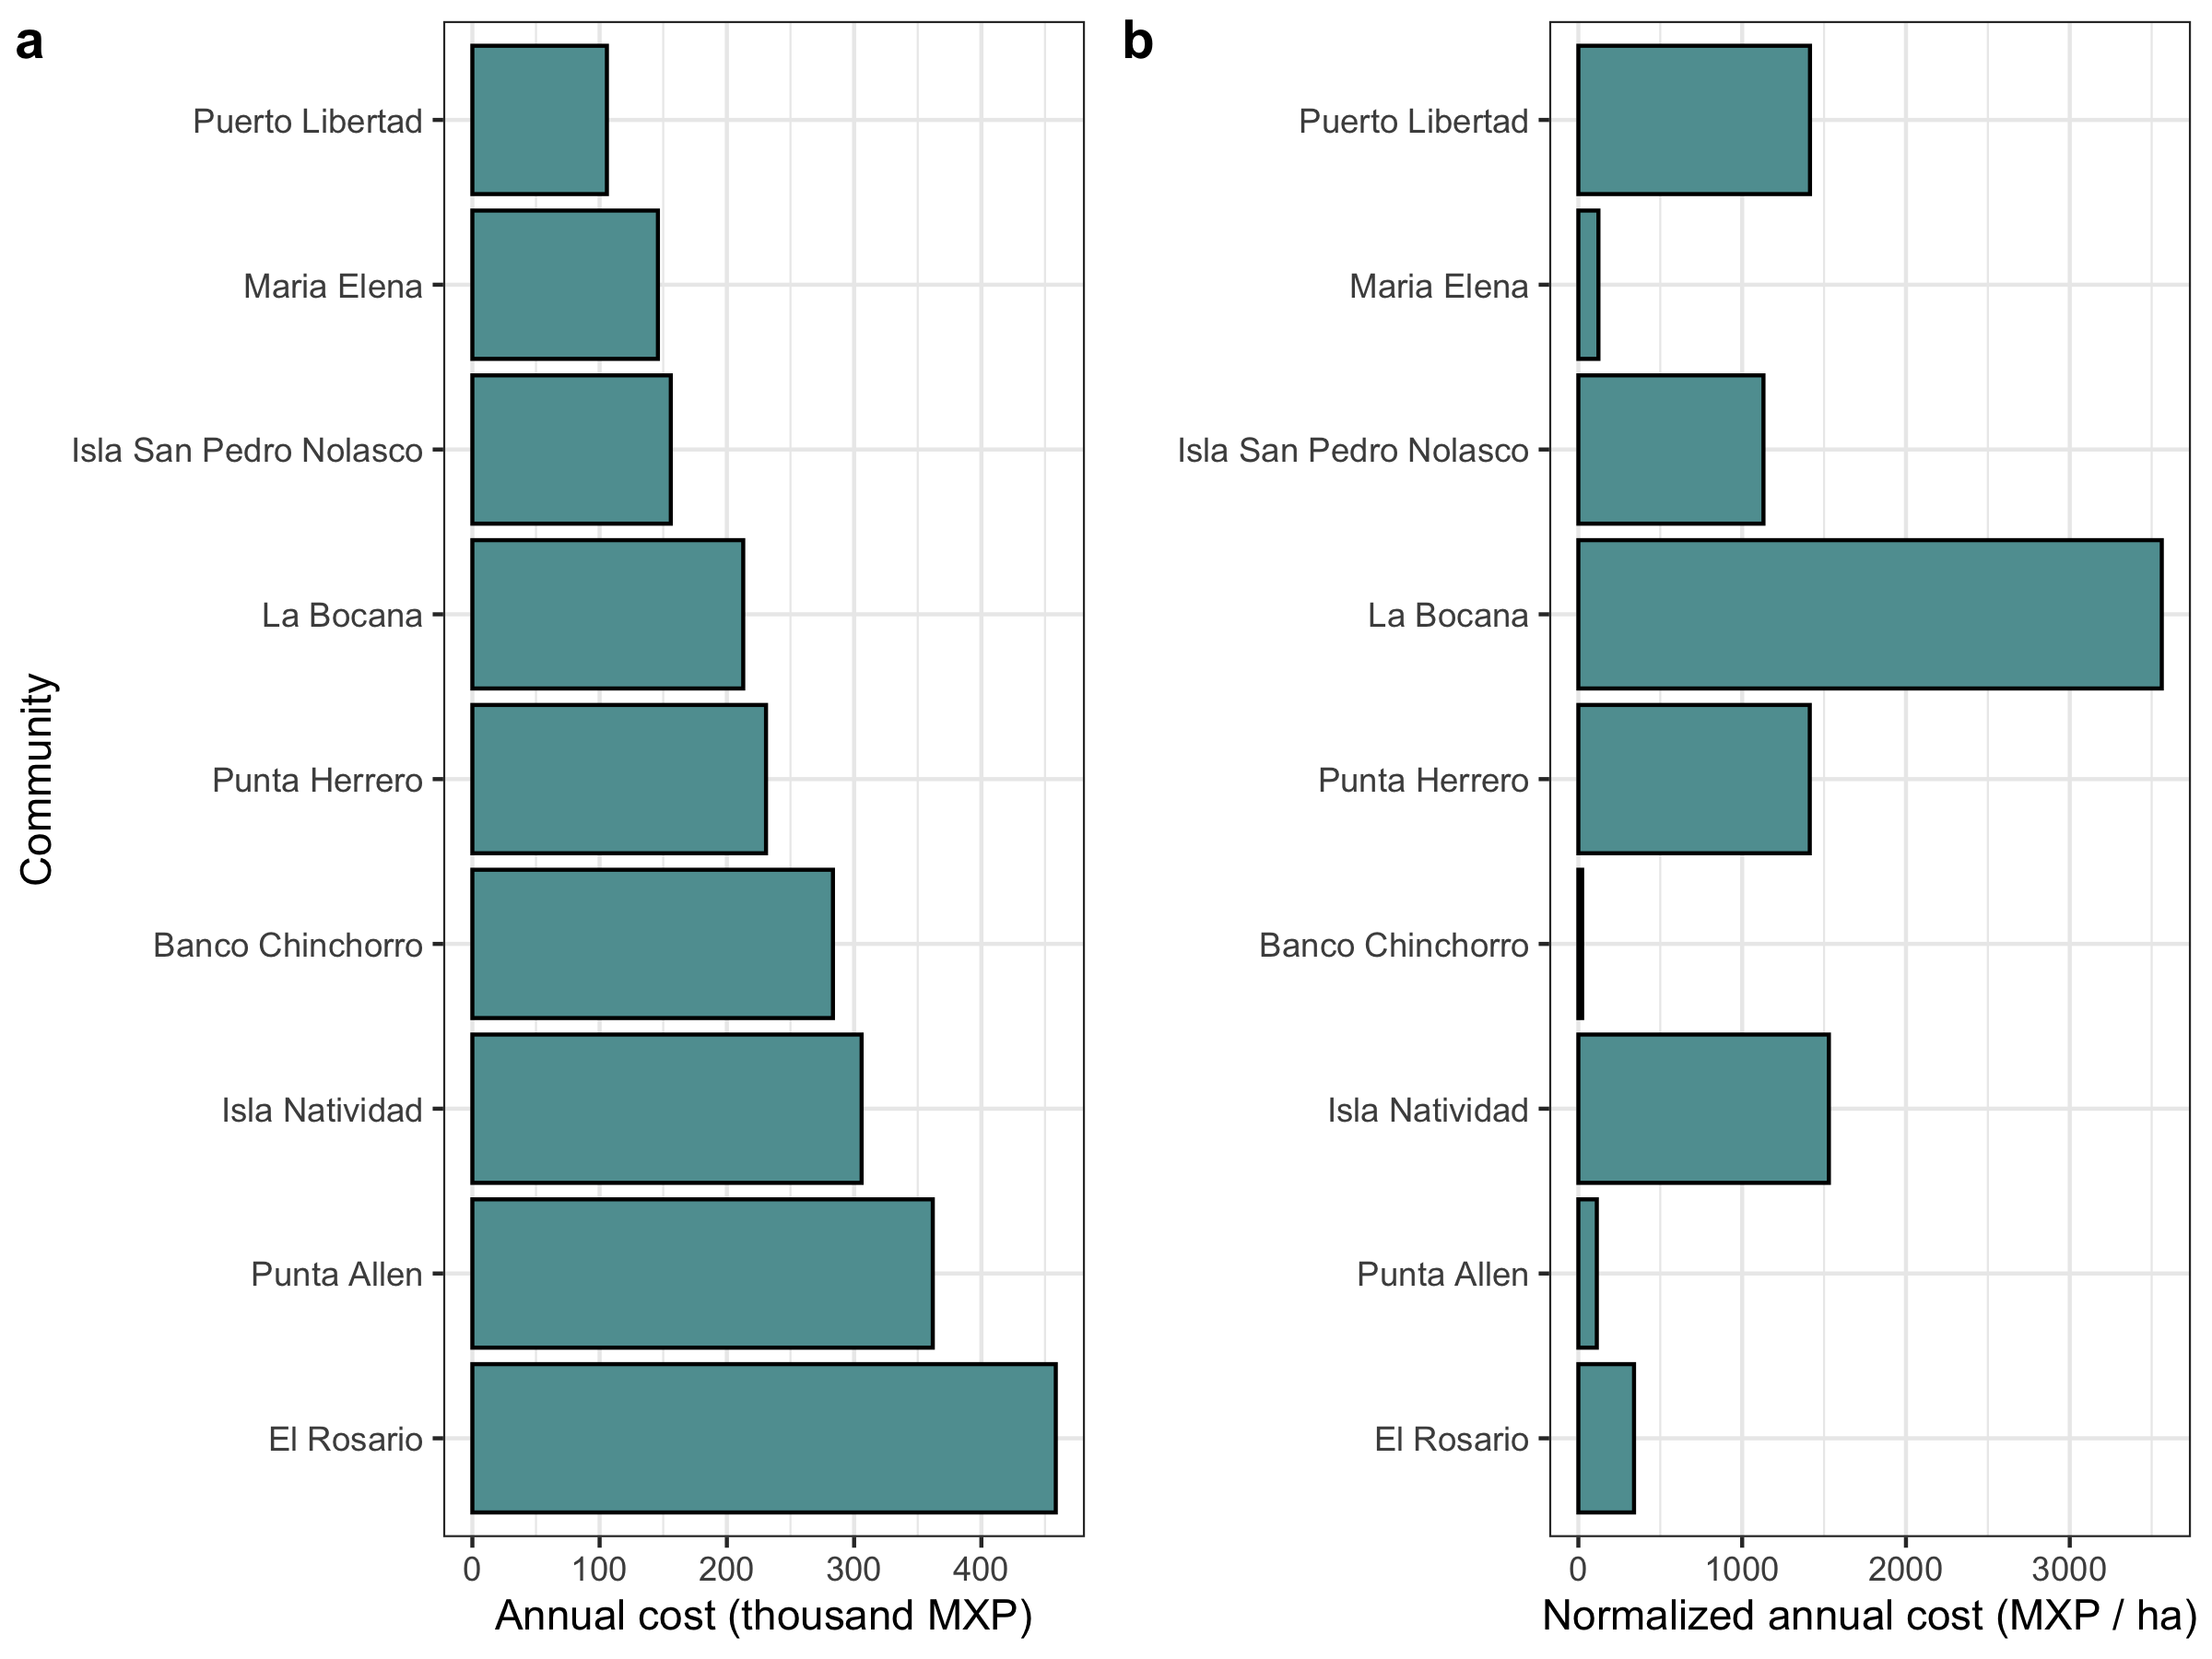 a
Community
Puerto Libertad
Maria Elena
Isla San Pedro Nolasco
La Bocana
Punta Herrero
Banco Chinchorro
Isla Natividad
Punta Allen
El Rosario
0 100 200 300 400
Annual cost (thousand MXP)
b
Puerto Libertad
Maria Elena
Isla San Pedro Nolasco
La Bocana
Punta Herrero
Banco Chinchorro
Isla Natividad
Punta Allen
El Rosario
0 1000 2000 3000
Normalized annual cost (MXP / ha)